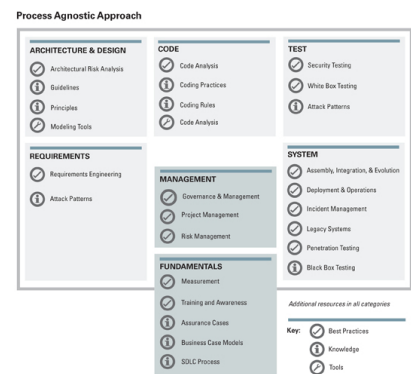 Process Agnostic Approach
ARCHITECTURE & DESIGN
Architectural Risk Analysis
Guidelines
Principles
Modeling Tools
CODE
Code Analysis
Coding Practices
Coding Rules
Code Analysis
TEST
Security Testing
White Box Testing
Attack Patterns
REQUIREMENTS
Requirements Engineering
Attack Patterns
MANAGEMENT
Governance & Management
Project Management
Risk Management
SYSTEM
Assembly, Integration, & Evolution
Deployment & Operations
Incident Management
Legacy Systems
Penetration Testing
Black Box Testing
FUNDAMENTALS
Measurement
Training and Awareness
Assurance Cases
Business Case Models
SDLC Process
Additional resources in all categories
Key:
Best Practices
Knowledge
Tools